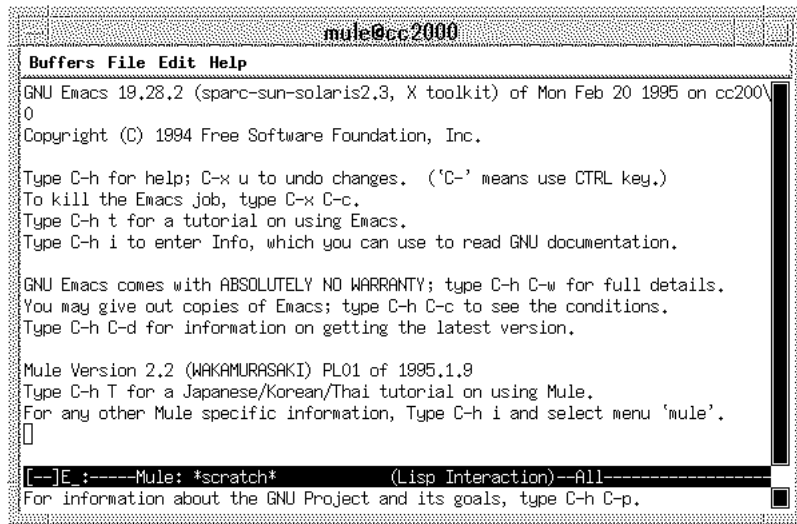 mule@cc2000
Buffers File Edit Help
GNU Emacs 19.28.2 (sparc-sun-solaris2.3, X toolkit) of Mon Feb 20 1995 on cc200\
0
Copyright (C) 1994 Free Software Foundation, Inc.
Type C-h for help; C-x u to undo changes.  (`C-' means use CTRL key.)
To kill the Emacs job, type C-x C-c.
Type C-h t for a tutorial on using Emacs.
Type C-h i to enter Info, which you can use to read GNU documentation.
GNU Emacs comes with ABSOLUTELY NO WARRANTY; type C-h C-w for full details.
You may give out copies of Emacs; type C-h C-c to see the conditions.
Type C-h C-d for information on getting the latest version.
Mule Version 2.2 (WAKAMURASAKI) PL01 of 1995.1.9
Type C-h T for a Japanese/Korean/Thai tutorial on using Mule.
For any other Mule specific information, Type C-h i and select menu `mule'.
[--]E_:-----Mule: *scratch*          (Lisp Interaction)--All-------------------
For information about the GNU Project and its goals, type C-h C-p.